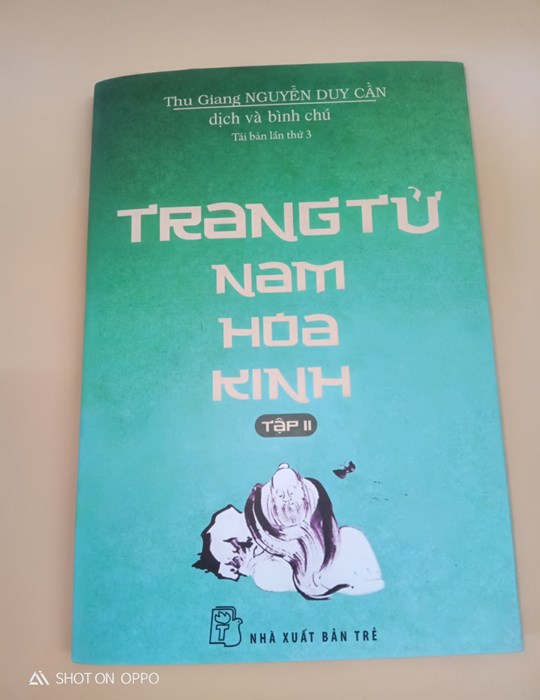 Thu Giang NGUYỄN DUY CẦN
dịch và bình chú
Tái bản lần thứ 3
TRANG TỬ
NAM
HÓA
KINH
TẬP II
T
NHÀ XUẤT BẢN TRẺ
SHOT ON OPPO